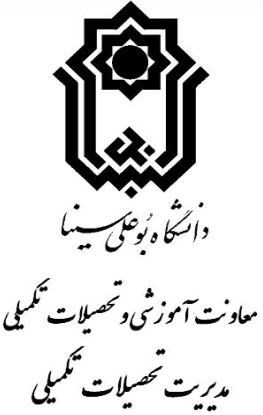 دانشگاه بوعلی سینا
معاونت آموزشی و تحصیلات تکمیلی
مدیریت تحصیلات تکمیلی